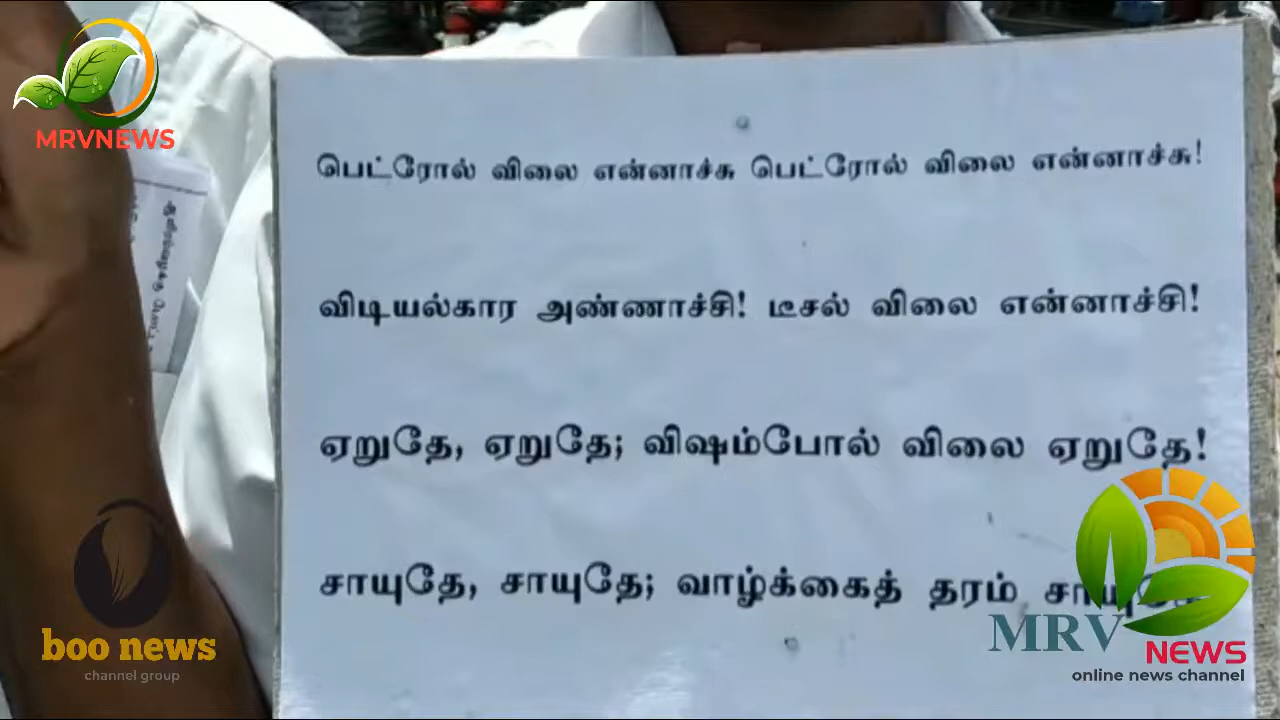 MRVNEWS
பெட்ரோல் விலை என்னாச்சு பெட்ரோல் விலை என்னாச்சு!
விடியல்கார அண்ணாச்சி! டீசல் விலை என்னாச்சி!
ஏறுதே, ஏறுதே; விஷம்போல் விலை ஏறுதே!
சாயுதே, சாயுதே; வாழ்க்கைத் தரம்
boo news
channel group
MRV
NEWS
online news channel